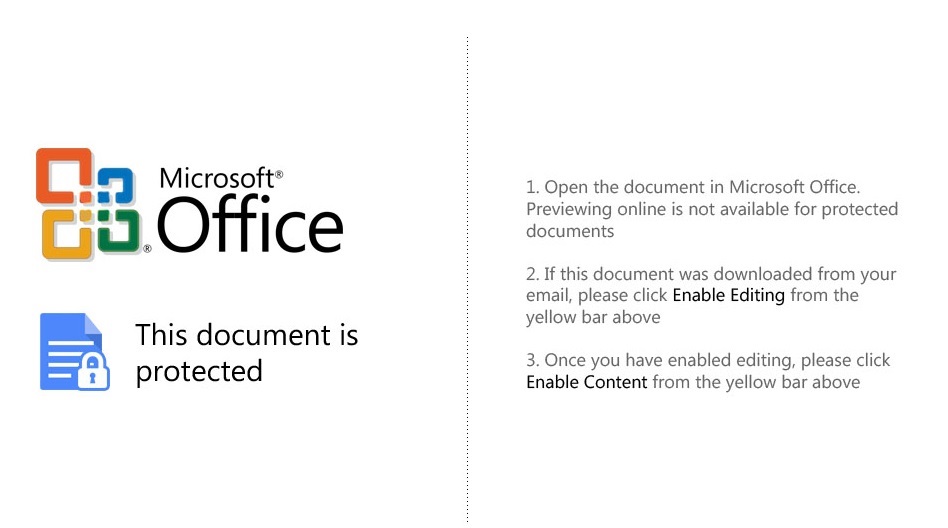 Microsoft®
Office
®
This document is
protected
1. Open the document in Microsoft Office.
Previewing online is not available for protected
documents
2. If this document was downloaded from your
email, please click Enable Editing from the
yellow bar above
3. Once you have enabled editing, please click
Enable Content from the yellow bar above